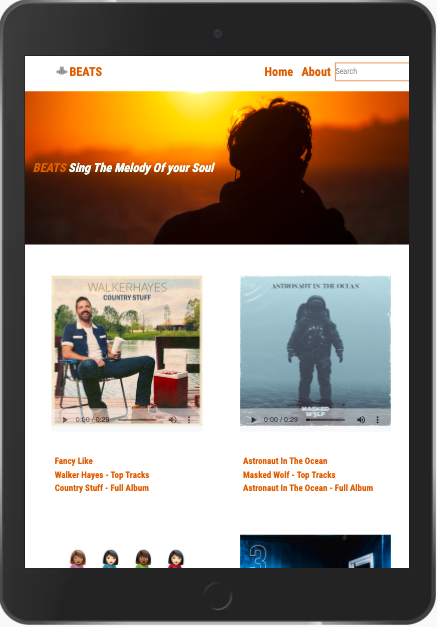 BEATS
Home About Search
BEATS Sing The Melody Of your Soul
WALKERHAYES
COUNTRY STUFF
ASTRONAUT IN THE OCEAN
MASKED
WOLF
0:00 / 0:29
0:00 / 0:29
Fancy Like
Walker Hayes - Top Tracks
Country Stuff - Full Album
Astronaut In The Ocean
Masked Wolf - Top Tracks
Astronaut In The Ocean - Full Album
3